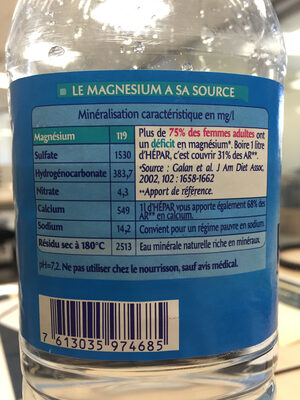 LE MAGNESIUM A SA SOURCE
Minéralisation caractéristique en mg/l
Magnésium 119
Sulfate 1530
Hydrogénocarbonate 383,7
Nitrate 4,3
Calcium 549
Sodium 14,2
Résidu sec à 180°C 2513
Plus de 75% des femmes adultes ont
un déficit en magnésium*. Boire 1 litre
d'HÉPAR, c'est couvrir 31% des AR**.
*Source : Galan et al. J Am Diet Assoc,
2002, 102 : 1658-1662
**Apport de référence.
1l d'HÉPAR vous apporte également 68% des
AR** en calcium.
Convient pour un régime pauvre en sodium.
Eau minérale naturelle riche en minéraux.
pH=7,2. Ne pas utiliser chez le nourrisson, sauf avis médical.
7 613035 974685